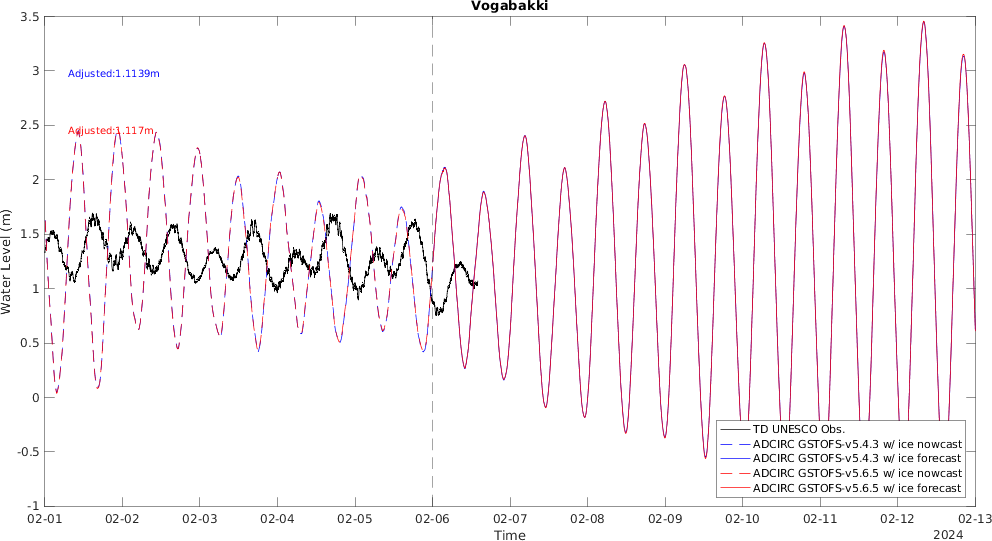 Vogabakki
3.5
3
2.5
2
1.5
1
0.5
0
-0.5
-1
Water Level (m)
Adjusted:1.1139m
Adjusted:1.117m
TD UNESCO Obs.
ADCIRC GSTOFS-v5.4.3 w/ ice nowcast
ADCIRC GSTOFS-v5.4.3 w/ ice forecast
ADCIRC GSTOFS-v5.6.5 w/ ice nowcast
ADCIRC GSTOFS-v5.6.5 w/ ice forecast
02-01 02-02 02-03 02-04 02-05 02-06 02-07 02-08 02-09 02-10 02-11 02-12 02-13
Time
2024